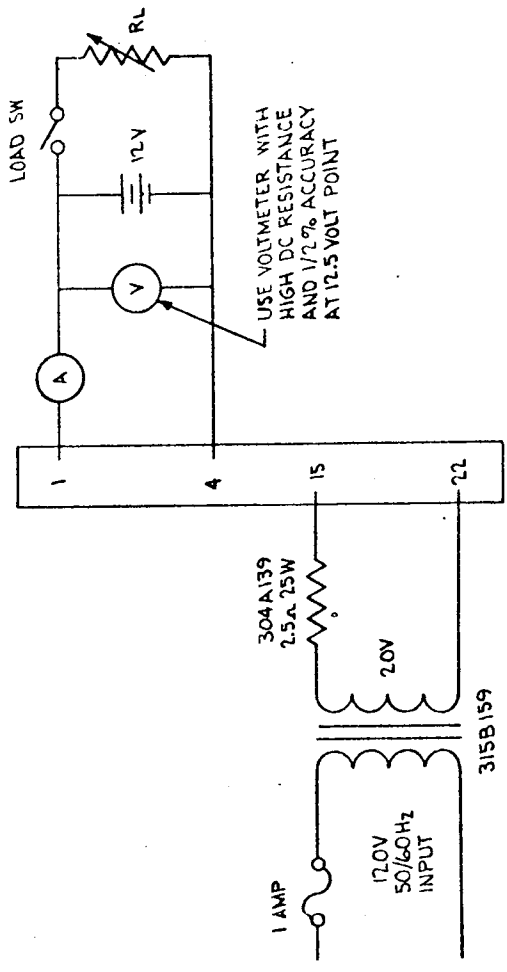 1 AMP
120V
50/60Hz
INPUT
315B159
20V
304A139
2.5Ω 25W
1
4
15
22
A
V
12V
LOAD SW
RL
USE VOLTMETER WITH
HIGH DC RESISTANCE
AND 1/2% ACCURACY
AT 12.5 VOLT POINT